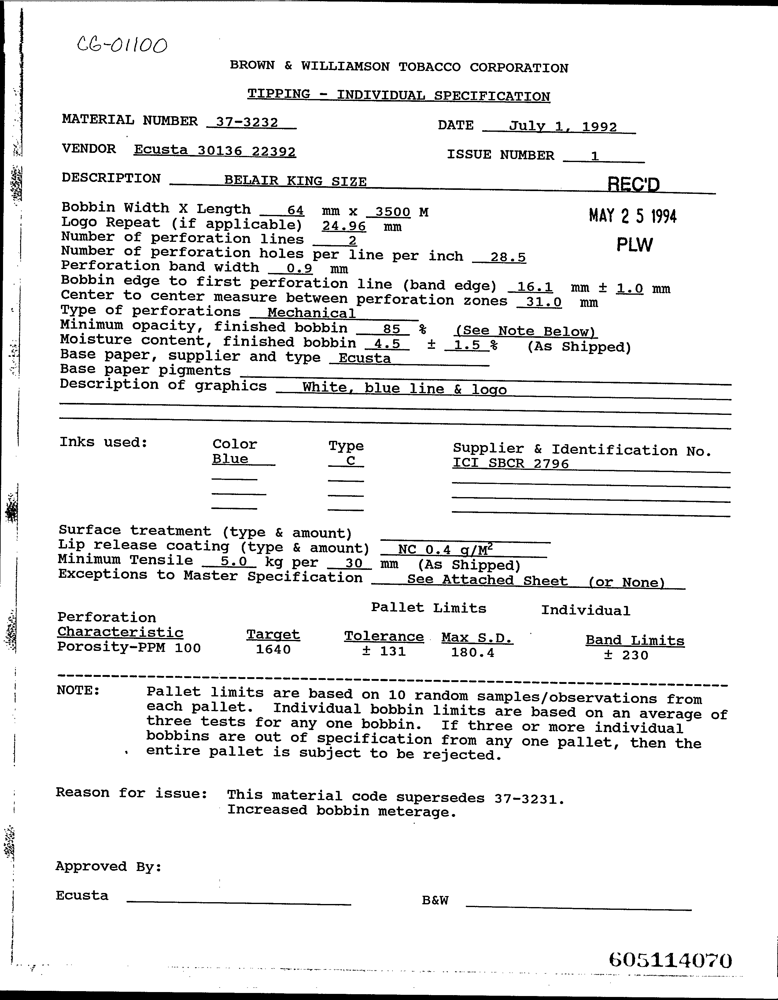 CG-01100
BROWN & WILLIAMSON TOBACCO CORPORATION
TIPPING - INDIVIDUAL SPECIFICATION
MATERIAL NUMBER 37-3232 DATE July 1, 1992
VENDOR Ecusta 30136 22392 ISSUE NUMBER 1
DESCRIPTION BELAIR KING SIZE REC'D
Bobbin Width X Length 64 mm x 3500 M MAY 25 1994
Logo Repeat (if applicable) 24.96 mm
Number of perforation lines 2 PLW
Number of perforation holes per line per inch 28.5
Perforation band width 0.9 mm
Bobbin edge to first perforation line (band edge) 16.1 mm ± 1.0 mm
Center to center measure between perforation zones 31.0 mm
Type of perforations Mechanical
Minimum opacity, finished bobbin 85 % (See Note Below)
Moisture content, finished bobbin 4.5 ± 1.5 % (As Shipped)
Base paper, supplier and type Ecusta
Base paper pigments
Description of graphics White, blue line & logo
Inks used: Color Type Supplier & Identification No.
Blue C ICI SBCR 2796
Surface treatment (type & amount)
Lip release coating (type & amount) NC 0.4 g/M²
Minimum Tensile 5.0 kg per 30 mm (As Shipped)
Exceptions to Master Specification See Attached Sheet (or None)
Pallet Limits Individual
Perforation
Characteristic Target Tolerance Max S.D. Band Limits
Porosity-PPM 100 1640 ± 131 180.4 ± 230
NOTE: Pallet limits are based on 10 random samples/observations from
each pallet. Individual bobbin limits are based on an average of
three tests for any one bobbin. If three or more individual
bobbins are out of specification from any one pallet, then the
entire pallet is subject to be rejected.
Reason for issue: This material code supersedes 37-3231.
Increased bobbin meterage.
Approved By:
Ecusta B&W
605114070